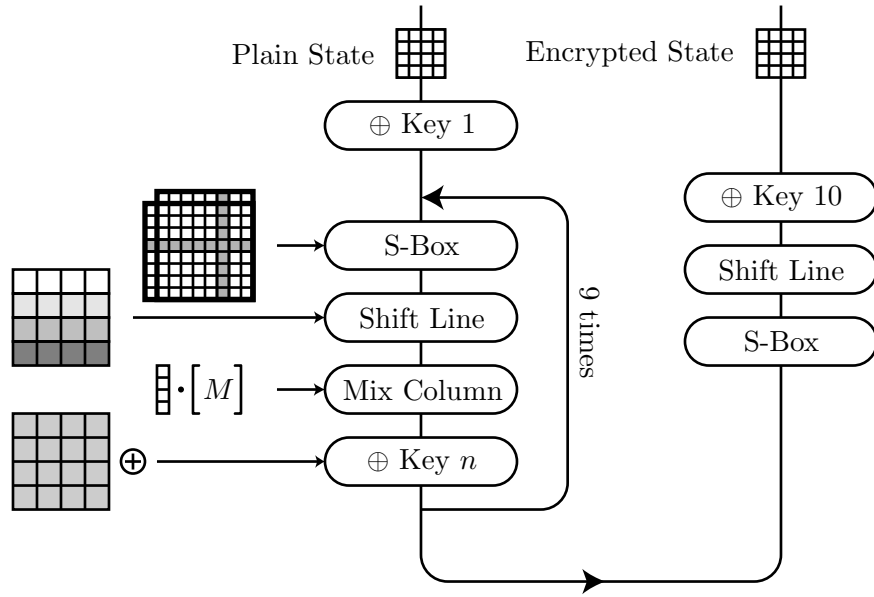 Plain State
Encrypted State
⊕ Key 1
⊕ Key 10
S-Box
Shift Line
Shift Line
9 times
S-Box
· [M]
Mix Column
⊕
⊕ Key n